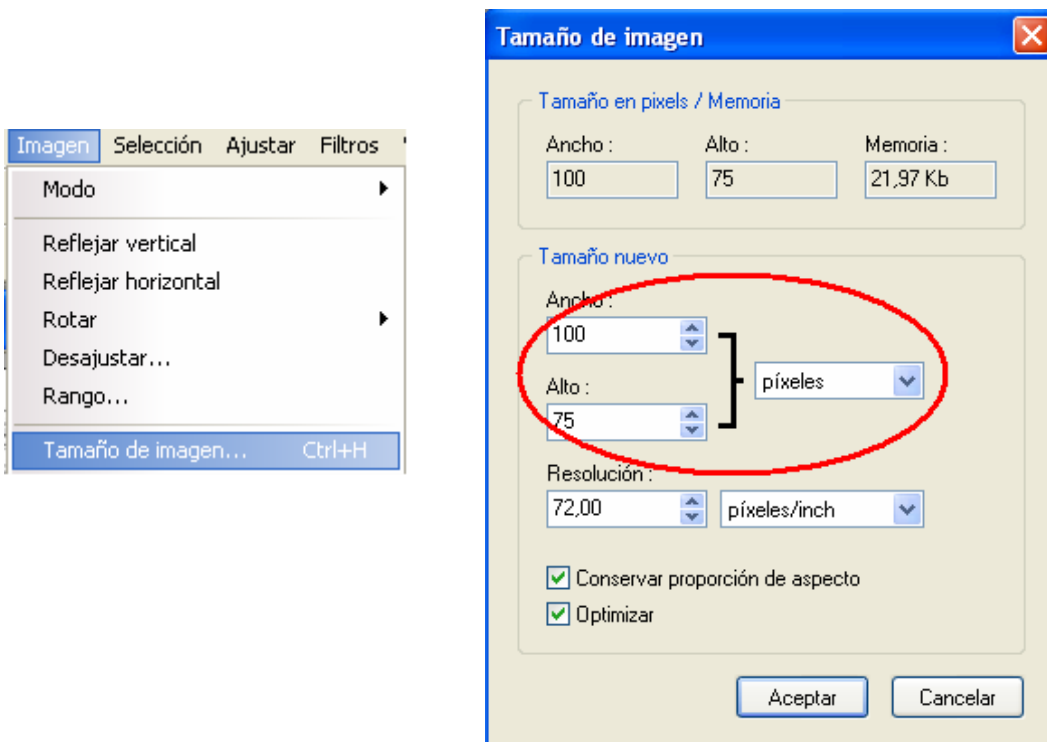 Imagen Selección Ajustar Filtros
Modo
Reflejar vertical
Reflejar horizontal
Rotar
Desajustar...
Rango...
Tamaño de imagen... Ctrl+H
Tamaño de imagen
Tamaño en pixels / Memoria
Ancho : Alto : Memoria :
100 75 21,97 Kb
Tamaño nuevo
Ancho :
100
píxeles
Alto :
75
Resolución :
72,00 píxeles/inch
Conservar proporción de aspecto
Optimizar
Aceptar Cancelar